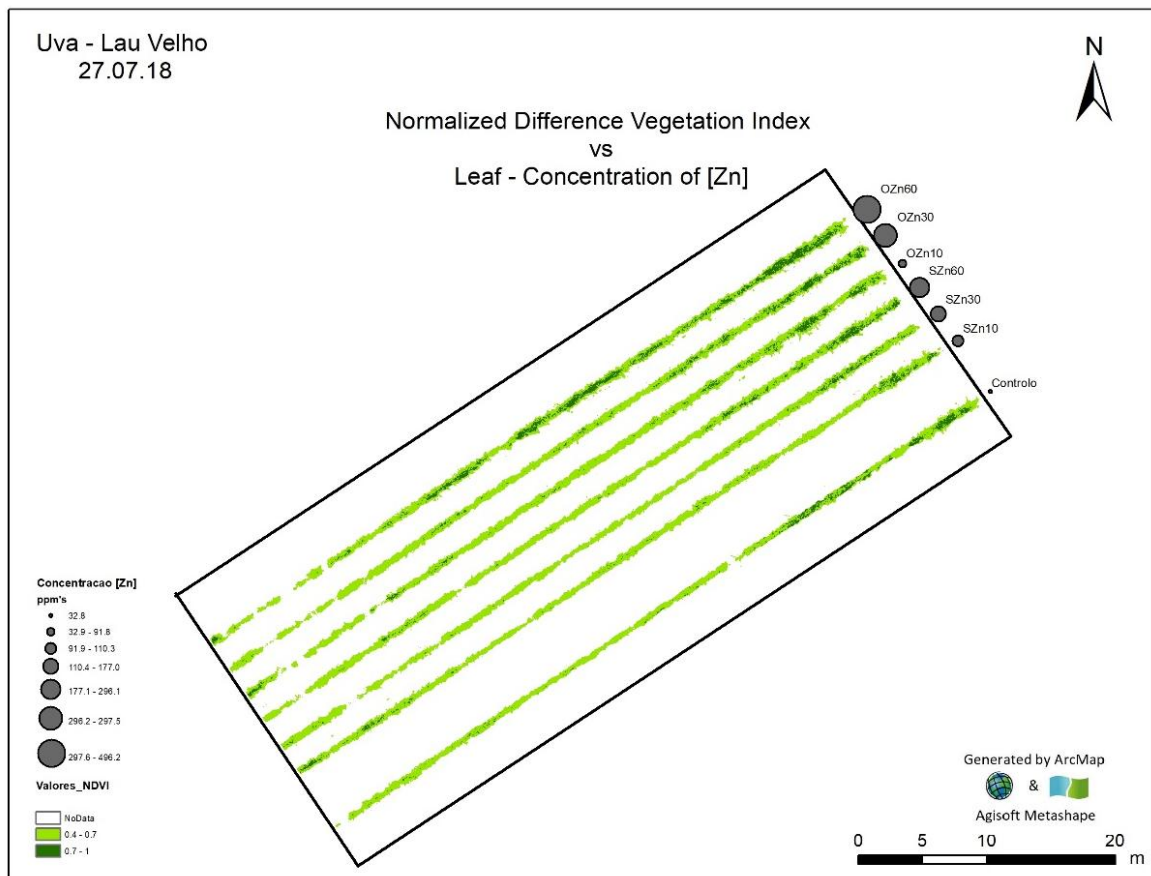 Uva - Lau Velho
27.07.18
N
Normalized Difference Vegetation Index
vs
Leaf - Concentration of [Zn]
OZn60
OZn30
OZn10
SZn60
SZn30
SZn10
Controlo
Concentracao [Zn]
ppm's
32.8
32.9 - 91.8
91.9 - 110.3
110.4 - 177.0
177.1 - 296.1
296.2 - 297.5
297.6 - 496.2
Valores_NDVI
NoData
0.4 - 0.7
0.7 - 1
Generated by ArcMap
&
Agisoft Metashape
0 5 10 20
m